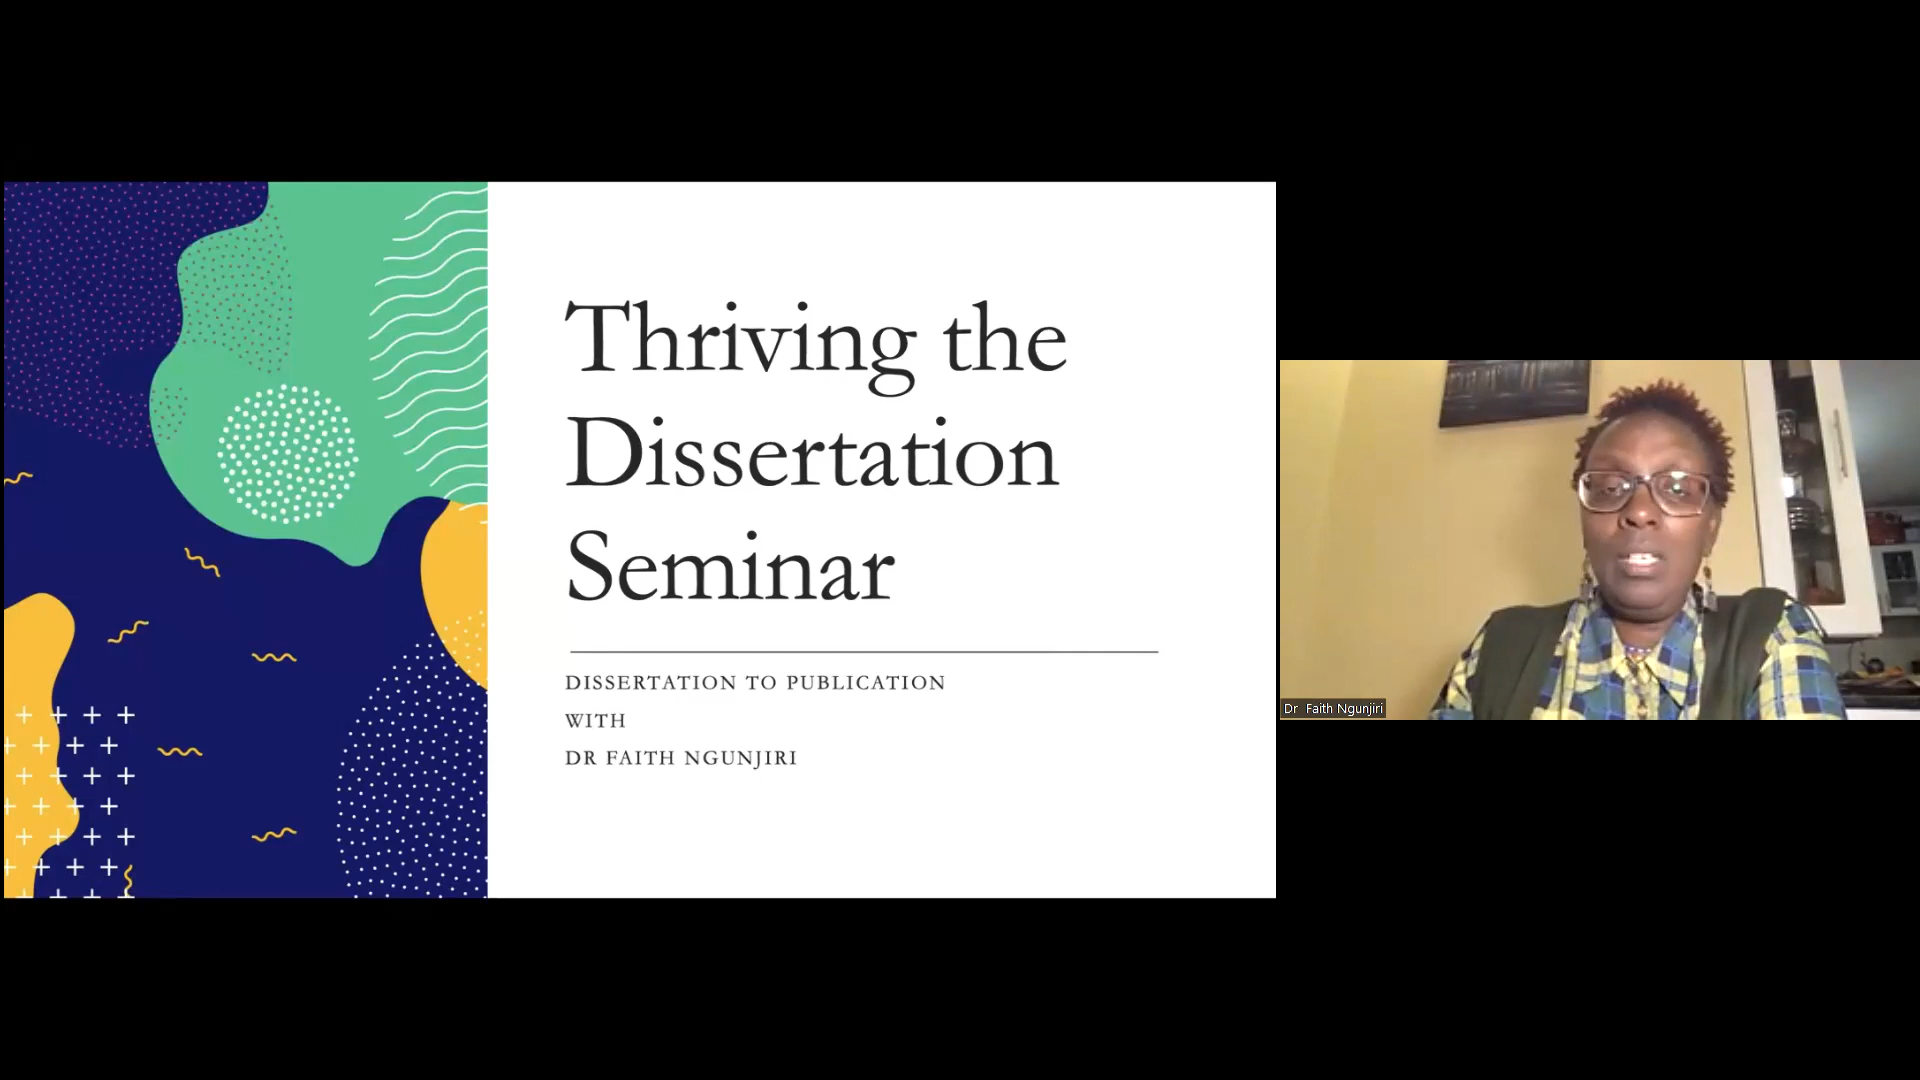 Thriving the
Dissertation
Seminar
DISSERTATION TO PUBLICATION
WITH
DR FAITH NGUNJIRI
Dr Faith Ngunjiri